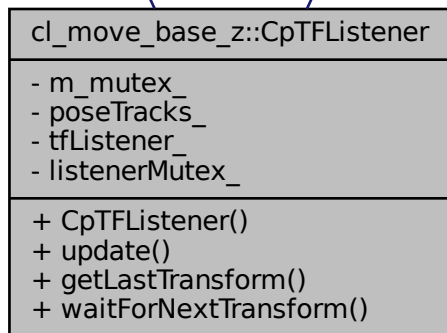 cl_move_base_z::CpTFListener
- m_mutex_
- poseTracks_
- tfListener_
- listenerMutex_
+ CpTFListener()
+ update()
+ getLastTransform()
+ waitForNextTransform()